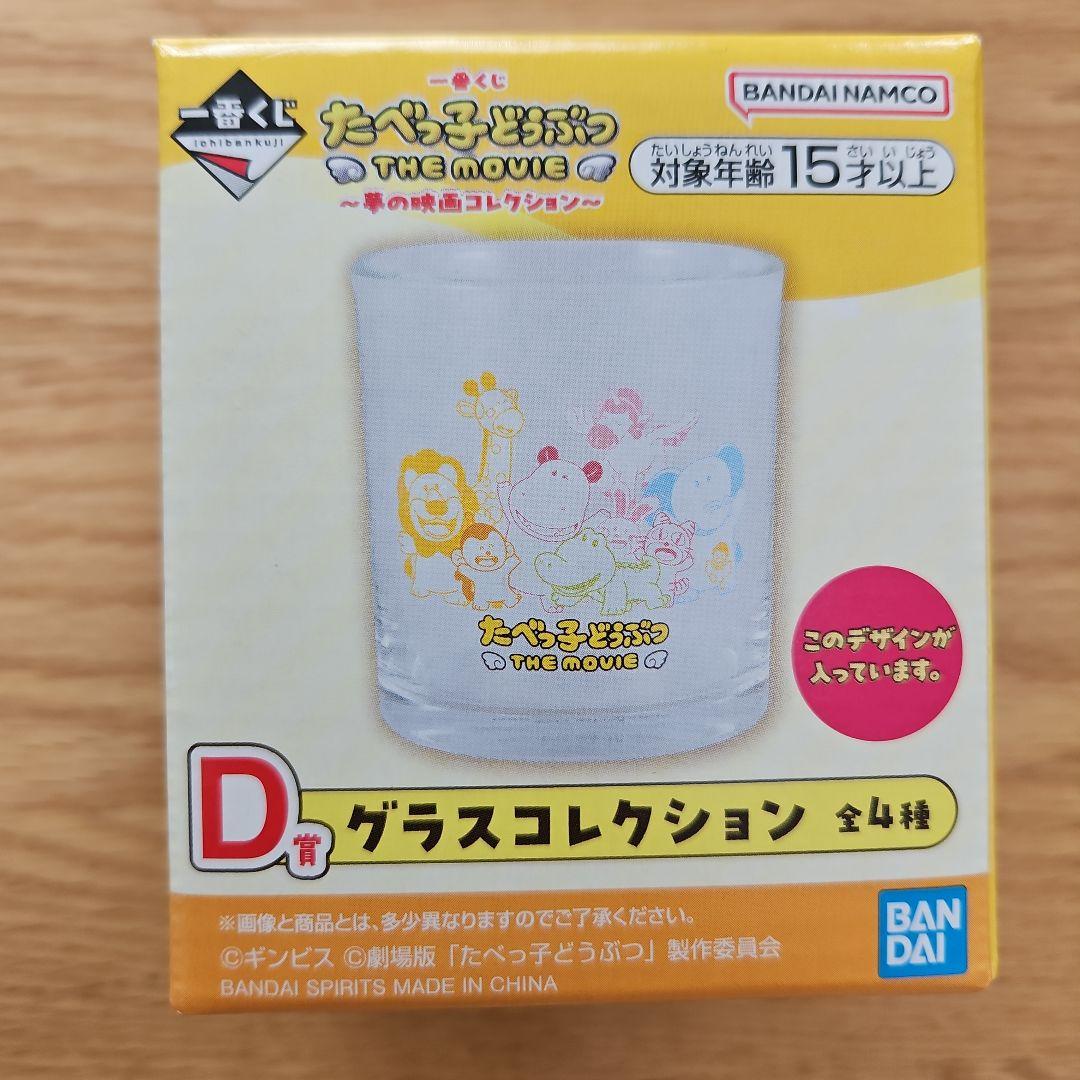 一番くじ
ichibankuji
一番くじ
たべっ子どうぶつ
THE MOVIE
～夢の映画コレクション～
BANDAI NAMCO
たいしょうねんれい さい いじょう
対象年齢 15才以上
たべっ子どうぶつ
THE MOVIE
このデザインが
入っています。
D賞 グラスコレクション 全4種
※画像と商品とは、多少異なりますのでご了承ください。
©ギンビス ©劇場版「たべっ子どうぶつ」製作委員会
BANDAI SPIRITS MADE IN CHINA
BAN
DAI